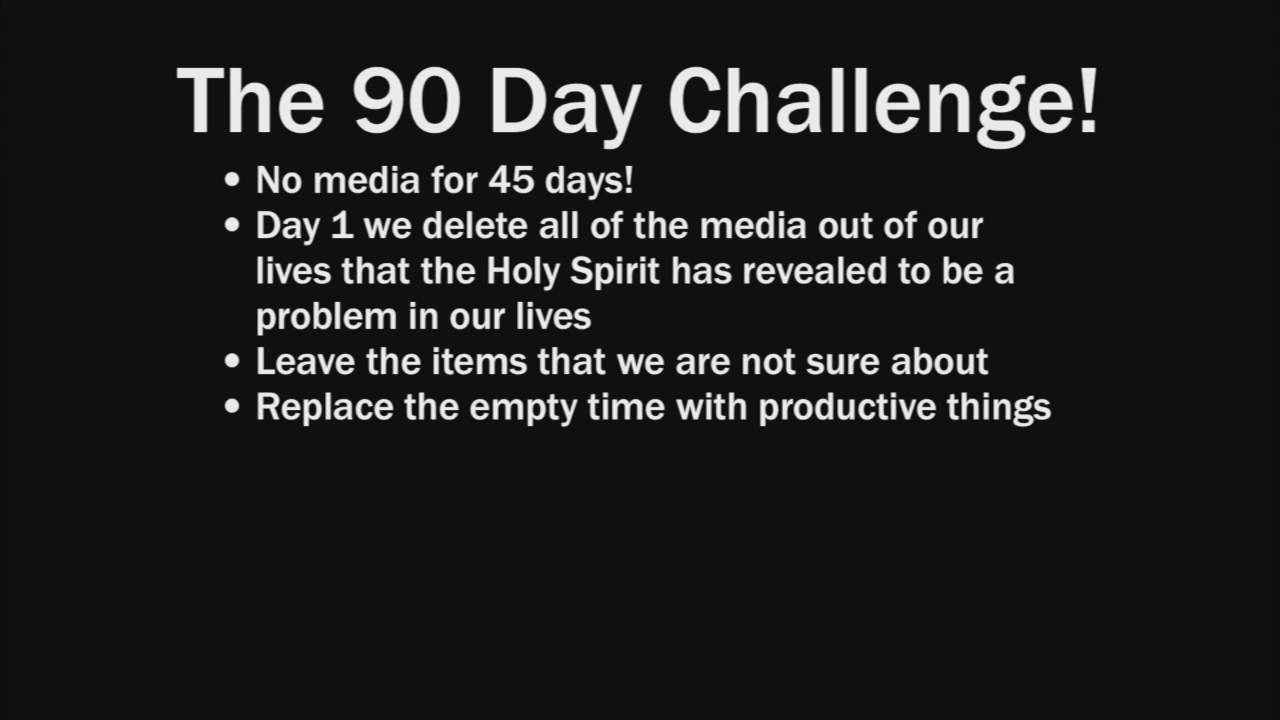 The 90 Day Challenge!
• No media for 45 days!
• Day 1 we delete all of the media out of our
lives that the Holy Spirit has revealed to be a
problem in our lives
• Leave the items that we are not sure about
• Replace the empty time with productive things